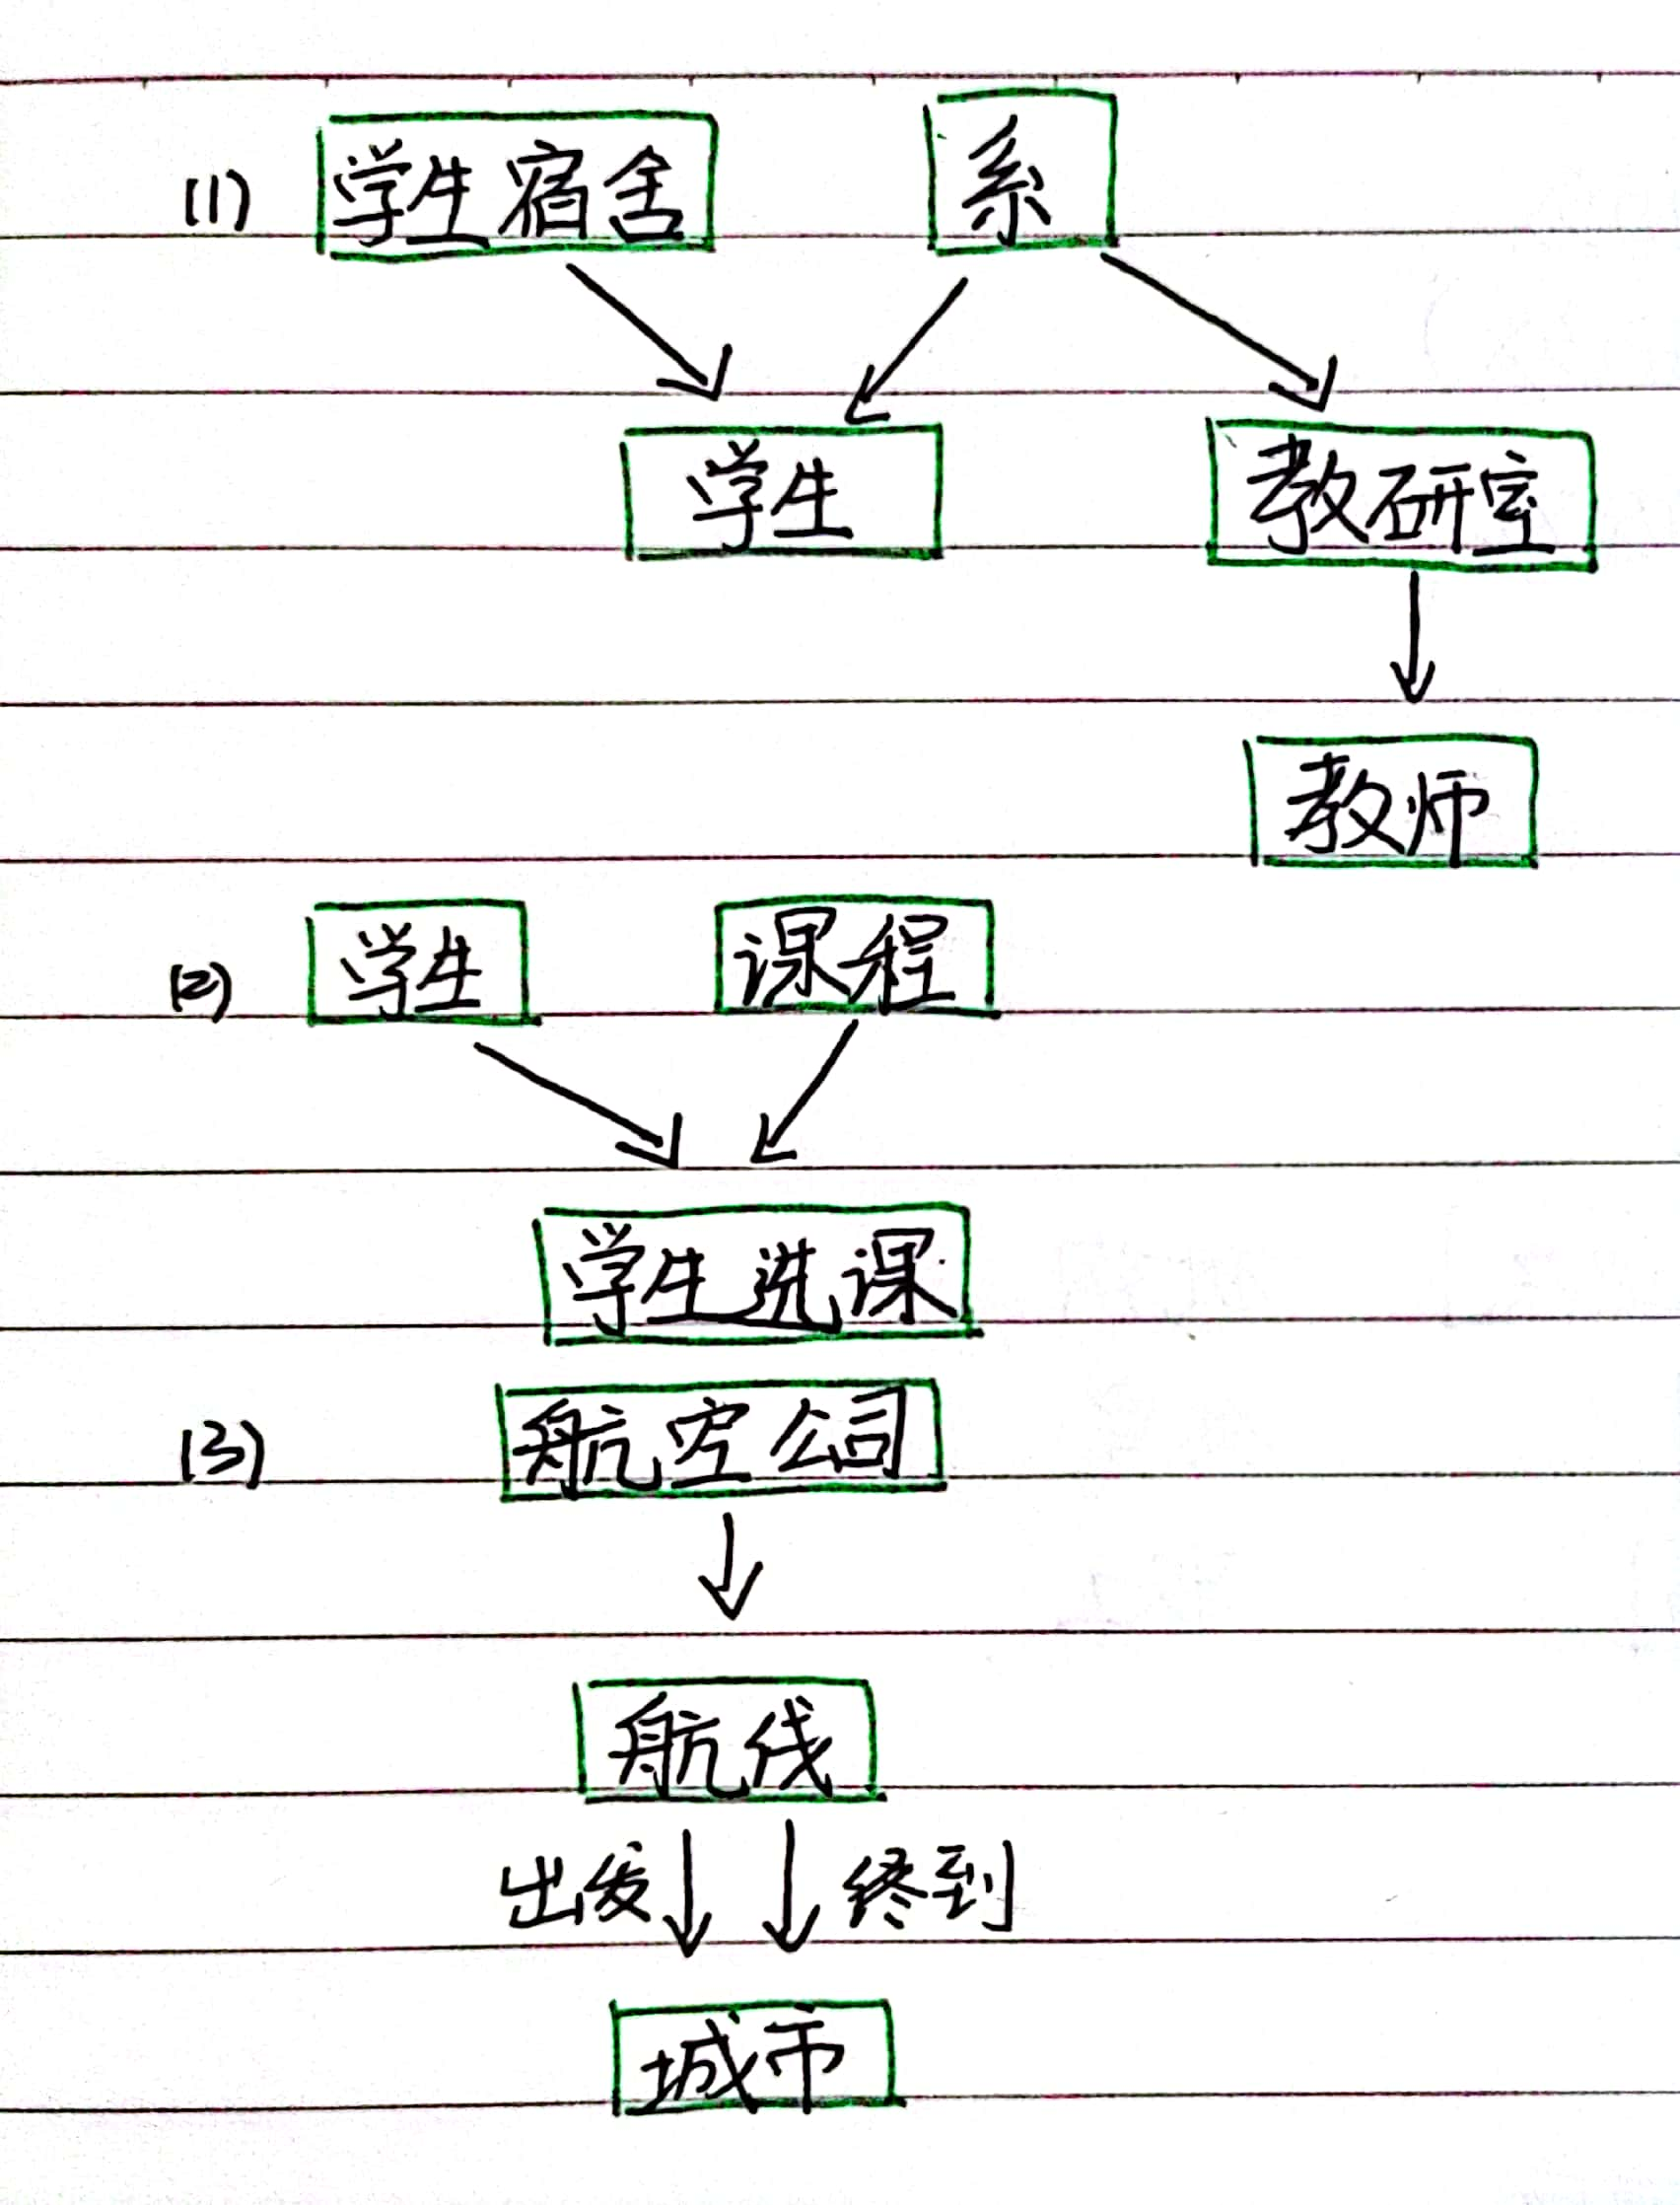 (1) 学生宿舍 系
学生 教研室
教师
(2) 学生 课程
学生选课
(3) 航空公司
航线
出发 终到
城市